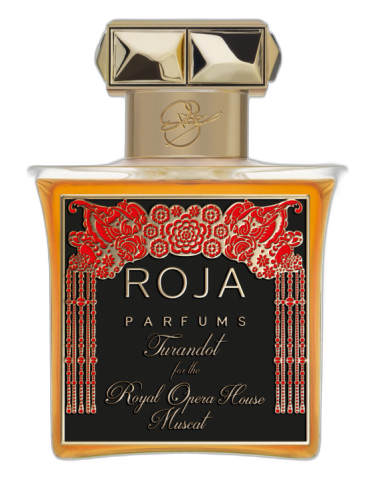 ROJA
PARFUMS
Turandot
for the
Royal Opera House
Muscat